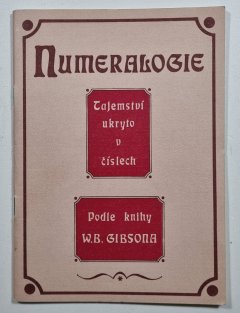 NUMERALOGIE
Tajemství
ukryto
v
číslech
Podle knihy
W.B. GIBSONA